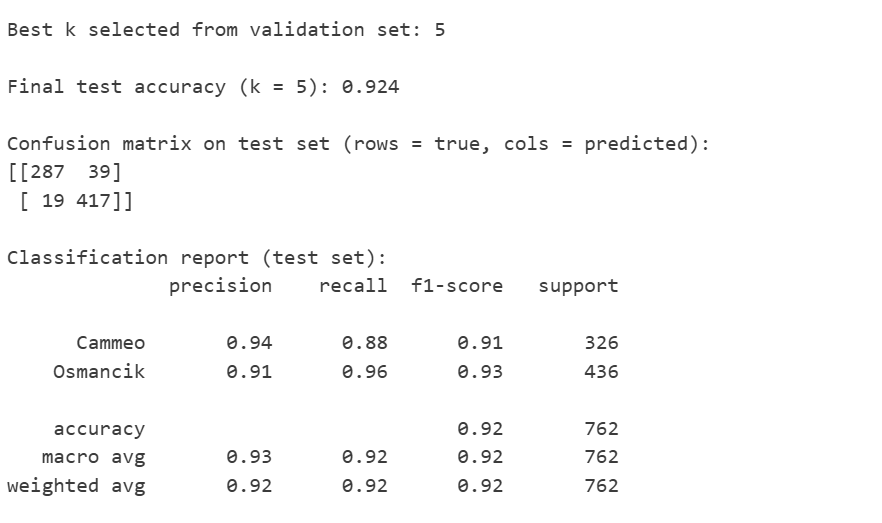 Best k selected from validation set: 5
Final test accuracy (k = 5): 0.924
Confusion matrix on test set (rows = true, cols = predicted):
[[287  39]
 [ 19 417]]
Classification report (test set):
              precision    recall  f1-score   support
      Cammeo       0.94      0.88      0.91       326
    Osmancik       0.91      0.96      0.93       436
    accuracy                           0.92       762
   macro avg       0.93      0.92      0.92       762
weighted avg       0.92      0.92      0.92       762